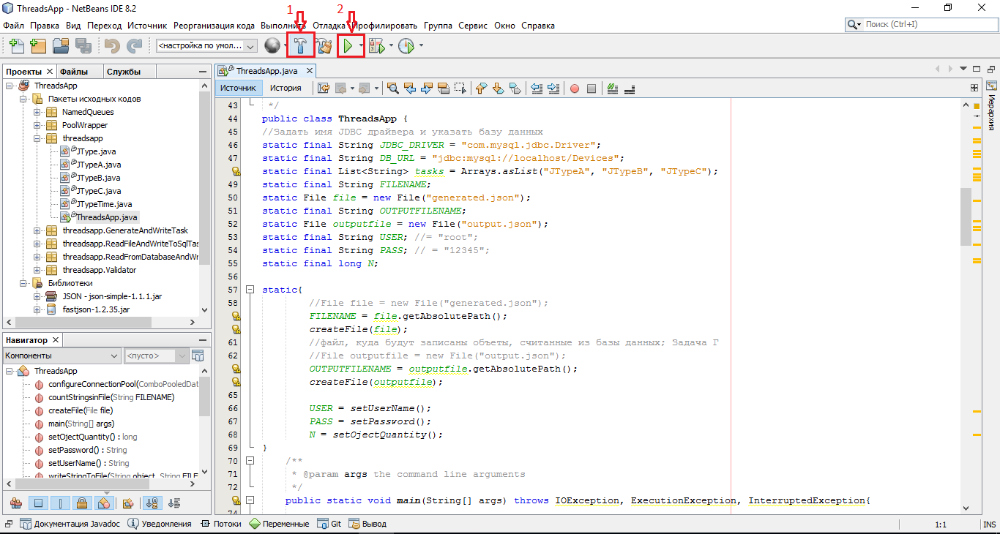 ThreadsApp - NetBeans IDE 8.2
1
2
Файл Правка Вид Переход Источник Реорганизация кода Выполнить Отладка Профилировать Группа Сервис Окно Справка
Поиск (Ctrl+I)
<настройка по умол...
Проекты Файлы Службы
ThreadsApp
Пакеты исходных кодов
NamedQueues
PoolWrapper
threadsapp
JType.java
JTypeA.java
JTypeB.java
JTypeC.java
JTypeTime.java
ThreadsApp.java
threadsapp.GenerateAndWriteTask
threadsapp.ReadFileAndWriteToSqlTas
threadsapp.ReadFromDatabaseAndWr
threadsapp.Validator
Библиотеки
JSON - json-simple-1.1.1.jar
fastjson-1.2.35.jar
Навигатор
Компоненты <пусто>
ThreadsApp
configureConnectionPool(ComboPooledDat
countStringsinFile(String FILENAME)
createFile(File file)
main(String[] args)
setOjectQuantity() : long
setPassword() : String
setUserName() : String
writeStringToFile(String object, String FILE
ThreadsApp.java
Источник История
43 */
44 public class ThreadsApp {
45 //Задать имя JDBC драйвера и указать базу данных
46 static final String JDBC_DRIVER = "com.mysql.jdbc.Driver";
47 static final String DB_URL = "jdbc:mysql://localhost/Devices";
static final List<String> tasks = Arrays.asList("JTypeA", "JTypeB", "JTypeC");
49 static final String FILENAME;
50 static File file = new File("generated.json");
51 static final String OUTPUTFILENAME;
52 static File outputfile = new File("output.json");
53 static final String USER; //= "root";
54 static final String PASS; // = "12345";
55 static final long N;
56
57 static{
58 //File file = new File("generated.json");
FILENAME = file.getAbsolutePath();
createFile(file);
61 //файл, куда будут записаны объеты, считанные из базы данных; Задача Г
62 //File outputfile = new File("output.json");
OUTPUTFILENAME = outputfile.getAbsolutePath();
createFile(outputfile);
65
66 USER = setUserName();
67 PASS = setPassword();
68 N = setOjectQuantity();
69 }
70 /**
71 * @param args the command line arguments
72 */
public static void main(String[] args) throws IOException, ExecutionException, InterruptedException{
74
Иерархия
Документация Javadoc Уведомления Потоки Переменные Git Вывод
1:1 INS